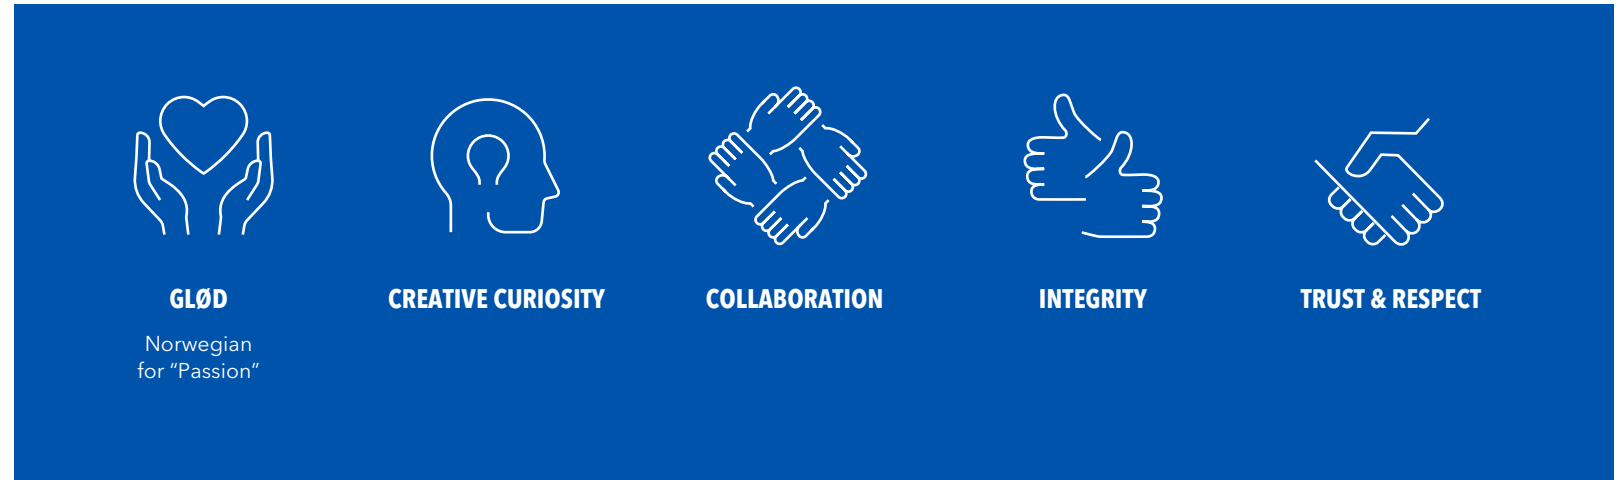 GLØD
Norwegian
for “Passion”
CREATIVE CURIOSITY
COLLABORATION
INTEGRITY
TRUST & RESPECT